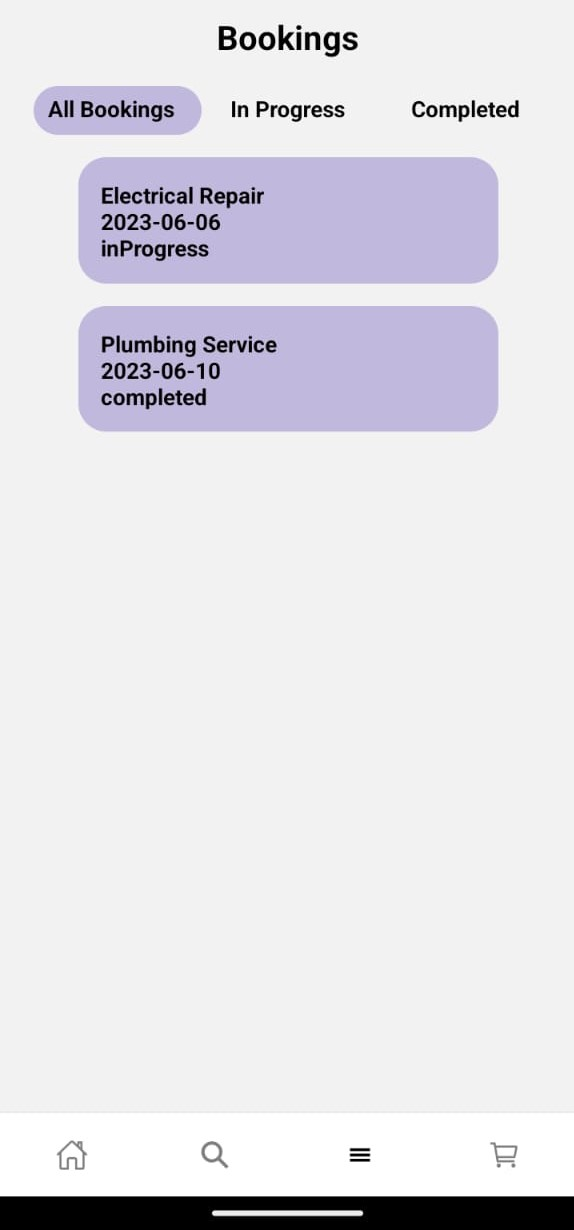 Bookings
All Bookings In Progress Completed
Electrical Repair
2023-06-06
inProgress
Plumbing Service
2023-06-10
completed